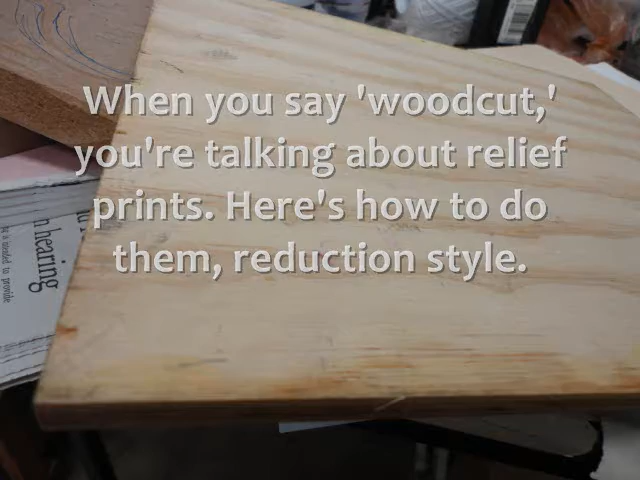 When you say 'woodcut,'
you're talking about relief
prints. Here's how to do
them, reduction style.
n hearing